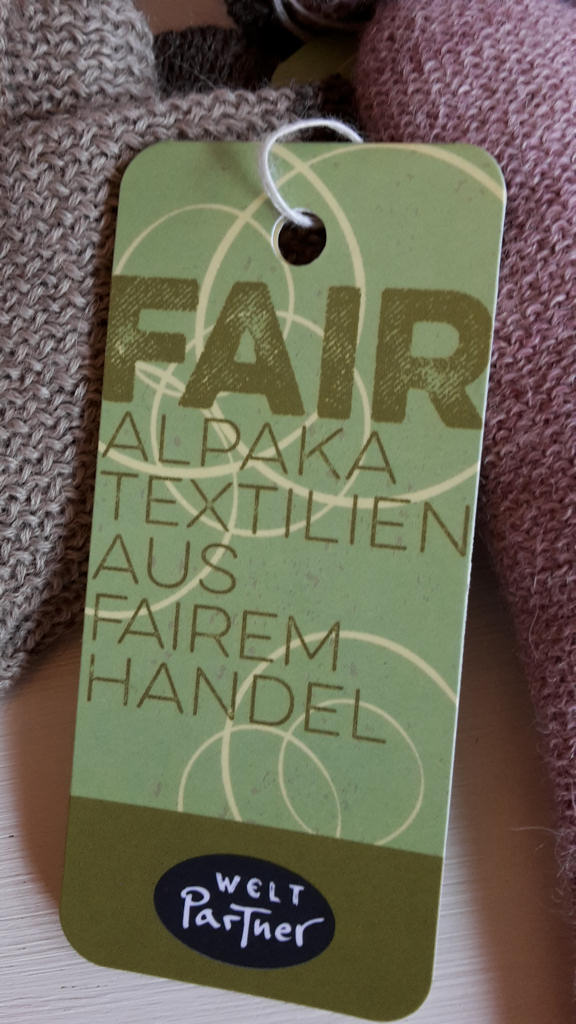 FAIR
ALPAKA
TEXTILIEN
AUS
FAIREM
HANDEL
WELT
Partner